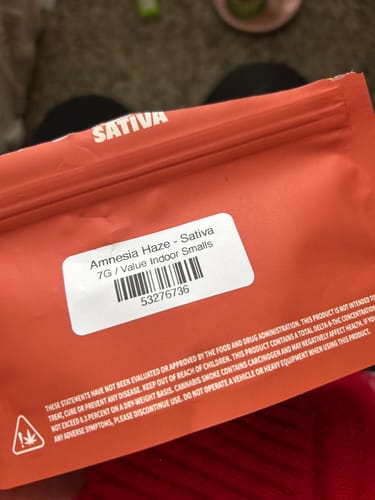 SATIVA
Amnesia Haze - Sativa
7G / Value Indoor Smalls
53276736
THESE STATEMENTS HAVE NOT BEEN EVALUATED OR APPROVED BY THE FOOD AND DRUG ADMINISTRATION. THIS PRODUCT IS NOT INTENDED TO
TREAT, CURE OR PREVENT ANY DISEASE. KEEP OUT OF REACH OF CHILDREN. THIS PRODUCT CONTAINS A TOTAL DELTA-9-THC CONCENTRATION
NOT EXCEED 0.3 PERCENT ON A DRY-WEIGHT BASIS. CANNABIS SMOKE CONTAINS CARCINOGEN AND MAY NEGATIVELY AFFECT HEALTH. IF YOU
ANY ADVERSE SYMPTOMS, PLEASE DISCONTINUE USE. DO NOT OPERATE A VEHICLE OR HEAVY EQUIPMENT WHEN USING THIS PRODUCT.
!